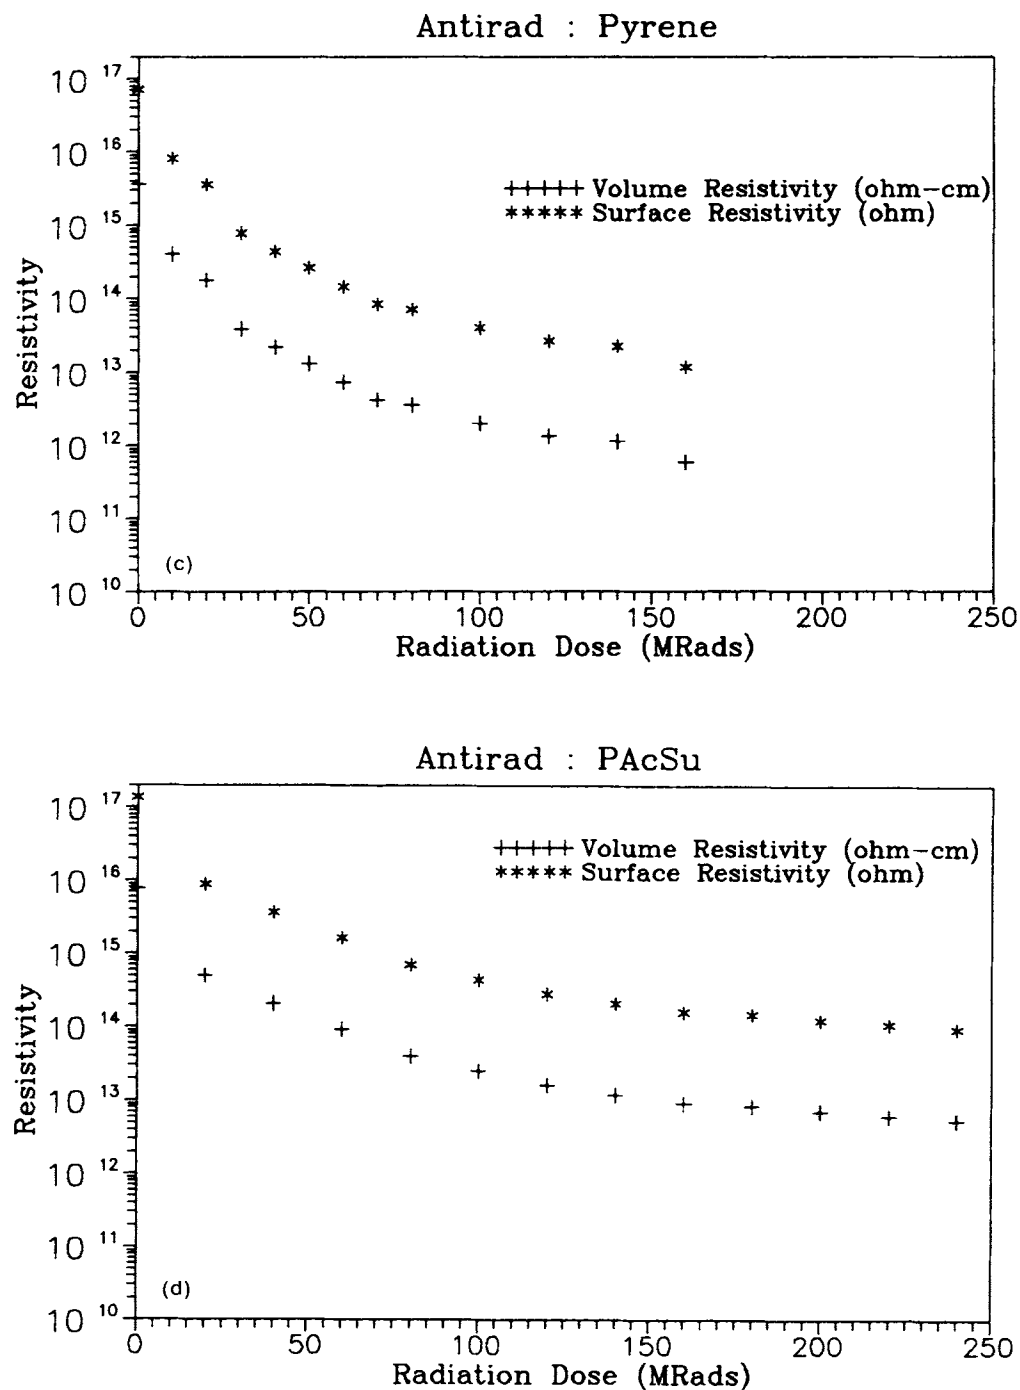 Antirad : Pyrene
10 17
10 16
10 15
10 14
10 13
10 12
10 11
10 10
Resistivity
+++++ Volume Resistivity (ohm-cm)
***** Surface Resistivity (ohm)
(c)
0 50 100 150 200 250
Radiation Dose (MRads)
Antirad : PAcSu
10 17
10 16
10 15
10 14
10 13
10 12
10 11
10 10
Resistivity
+++++ Volume Resistivity (ohm-cm)
***** Surface Resistivity (ohm)
(d)
0 50 100 150 200 250
Radiation Dose (MRads)